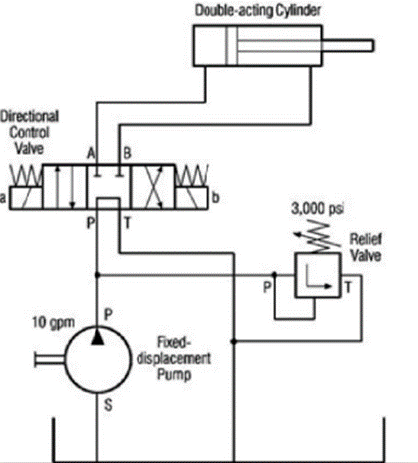 Double-acting Cylinder
Directional
Control
Valve
A B
a
b
P T
3,000 psi
Relief
Valve
P
T
10 gpm
P
Fixed-
displacement
Pump
S